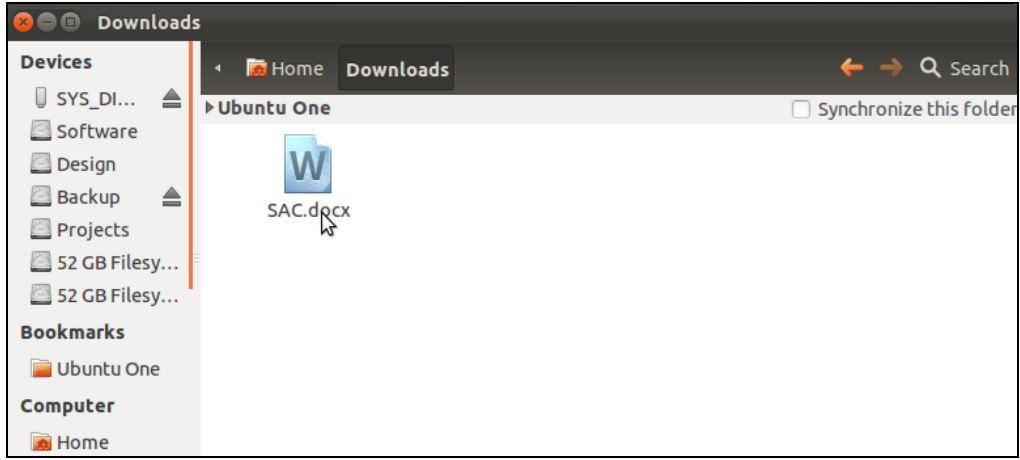 Downloads
Devices
SYS_DI...
Software
Design
Backup
Projects
52 GB Filesy...
52 GB Filesy...
Bookmarks
Ubuntu One
Computer
Home
Home Downloads Search
Ubuntu One Synchronize this folder
W
SAC.docx